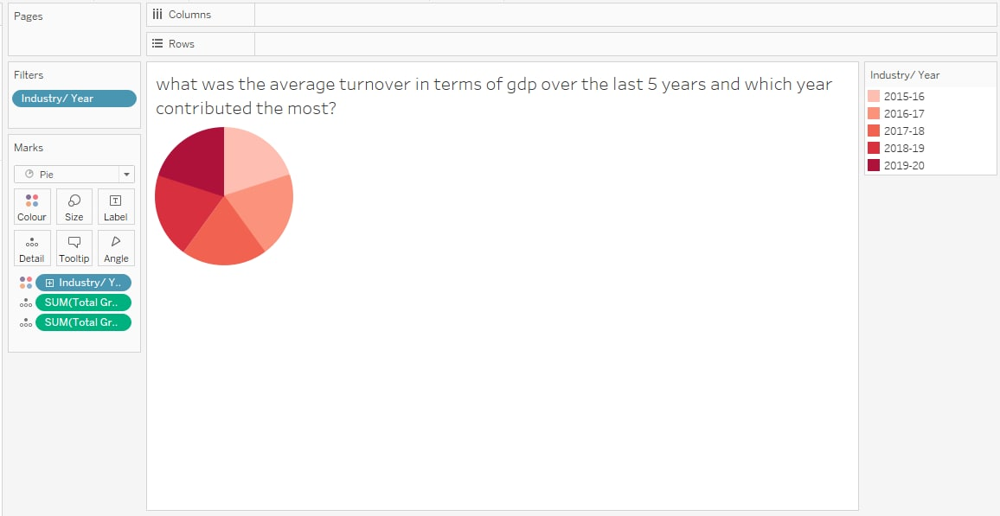 Pages
Columns
Rows
Filters
Industry/ Year
what was the average turnover in terms of gdp over the last 5 years and which year
contributed the most?
Industry/ Year
2015-16
2016-17
2017-18
2018-19
2019-20
Marks
Pie
Colour Size Label
Detail Tooltip Angle
Industry/ Y..
SUM(Total Gr..
SUM(Total Gr..